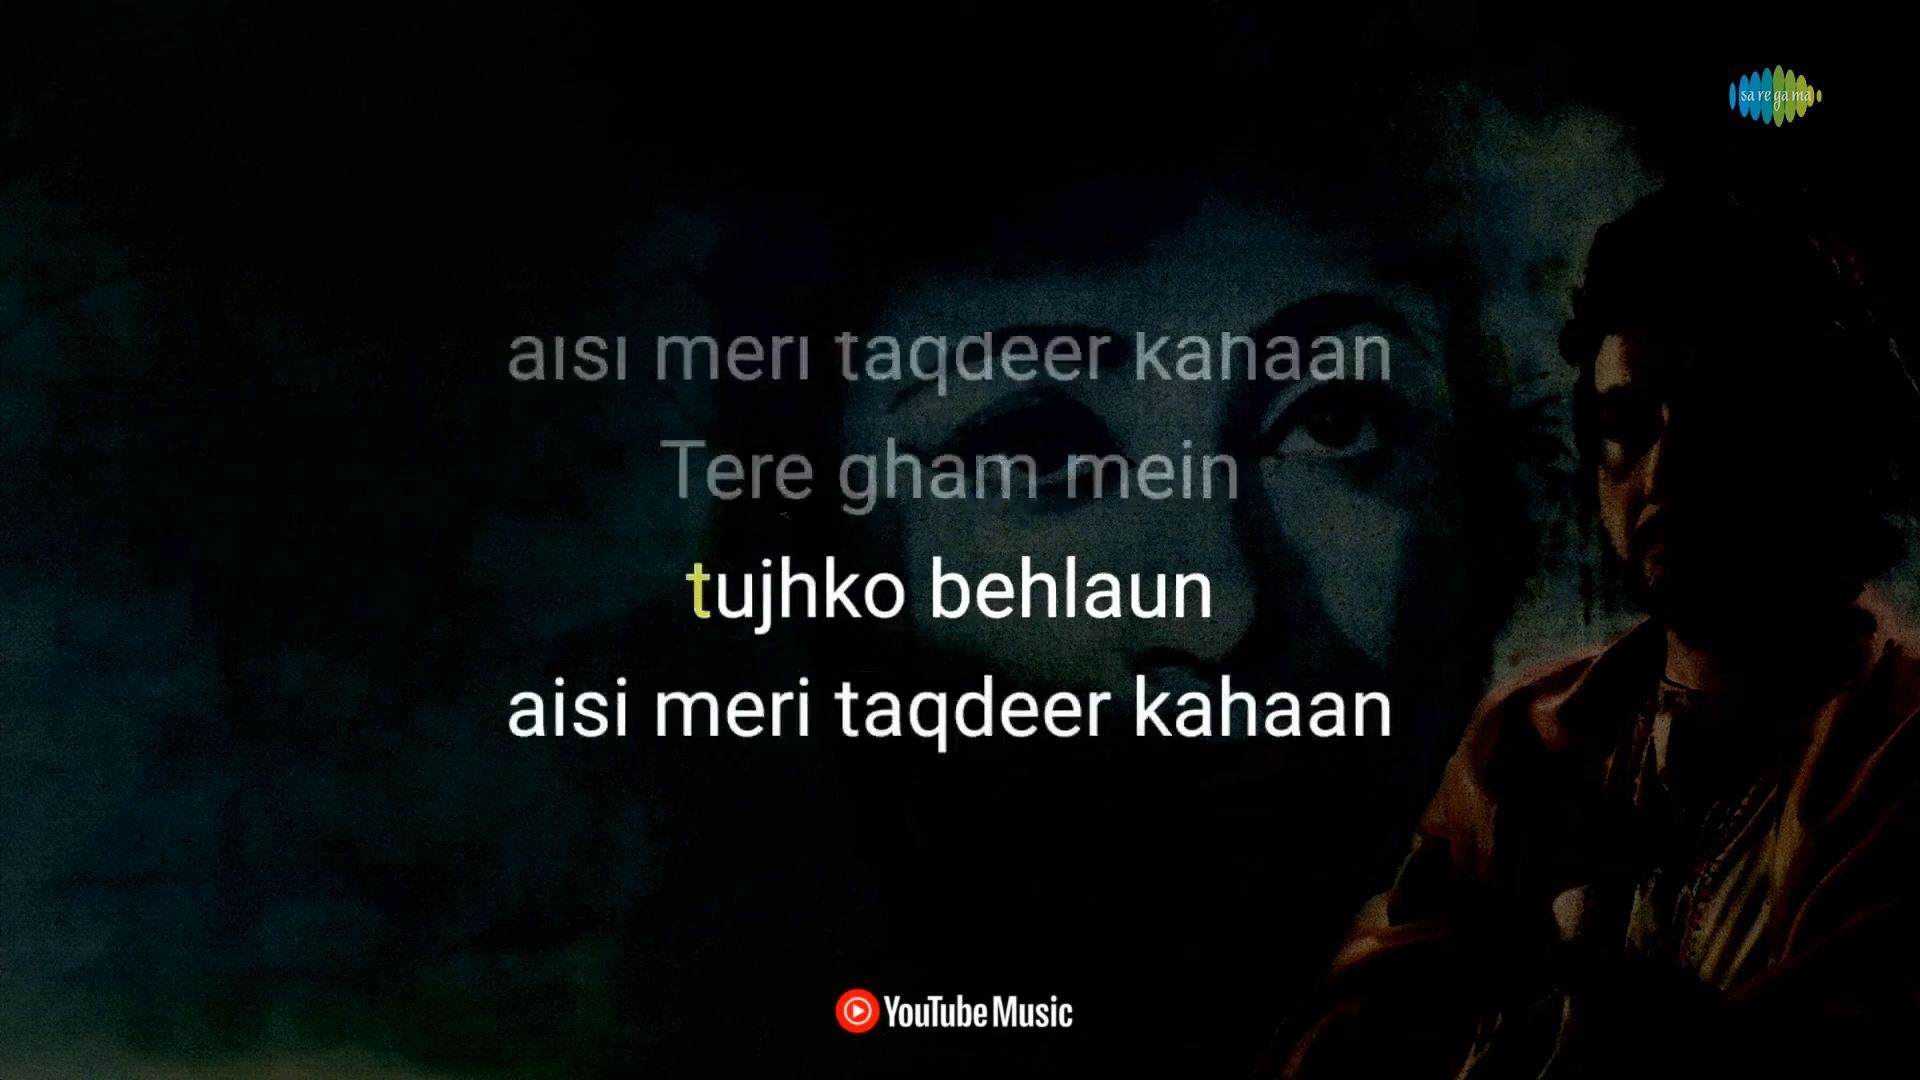 sa re ga ma
aisi meri taqdeer kahaan
Tere gham mein
tujhko behlaun
aisi meri taqdeer kahaan
YouTube Music